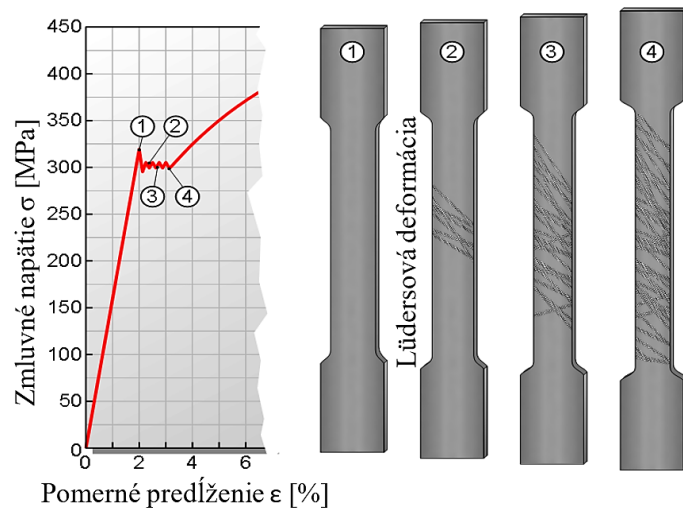 Zmluvné napätie σ [MPa]
450
400
350
300
250
200
150
100
50
0
0 2 4 6
Pomerné predĺženie ε [%]
1 2
3 4
Lüdersová deformácia
1 2 3 4